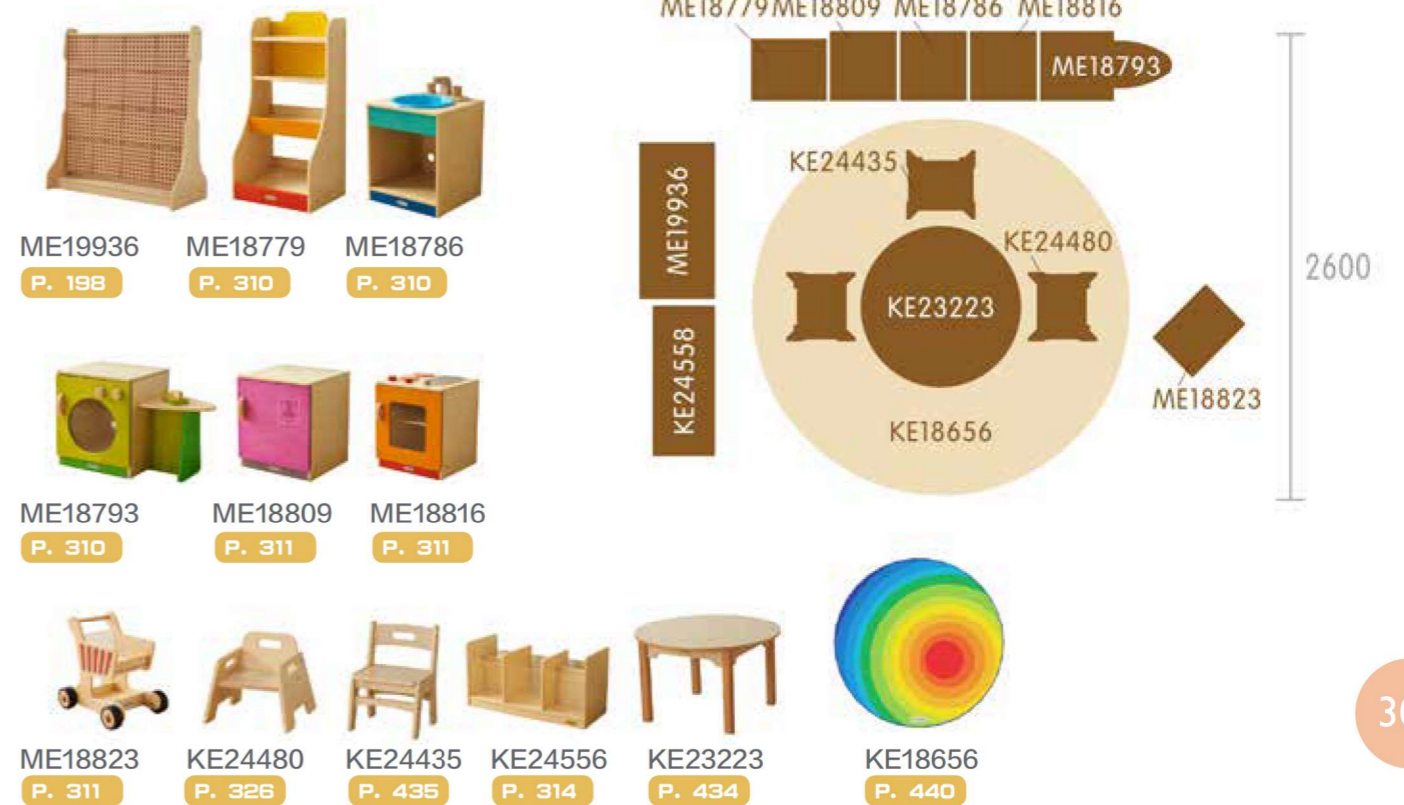 ME19936 ME18779 ME18786
P. 198 P. 310 P. 310
ME18793 ME18809 ME18816
P. 310 P. 311 P. 311
ME18823 KE24480 KE24435 KE24556 KE23223 KE18656
P. 311 P. 326 P. 435 P. 314 P. 434 P. 440
ME18779 ME18809 ME18786 ME18816
ME18793
KE24435
ME19936
KE24480
KE23223
2600
KE24558
ME18823
KE18656